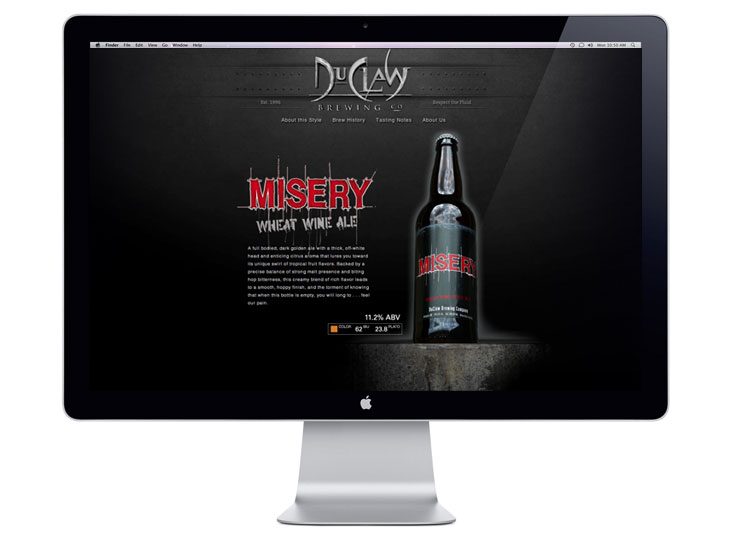 Finder File Edit View Go Window Help
Mon 10:50 AM
DuClaw
BREWING CO
Est. 1996
Respect the Plaid
About this Style Brew History Tasting Notes About Us
MISERY
WHEAT WINE ALE
A full bodied, dark golden ale with a thick, off-white
head and enticing citrus aroma that lures you toward
its unique swirl of tropical fruit flavors. Backed by a
precise balance of strong malt presence and biting
hop bitterness, this creamy blend of rich flavor leads
to a smooth, hoppy finish, and the torment of knowing
that when this bottle is empty, you will long to . . . feel
our pain.
11.2% ABV
COLOR 62 IBU 23.8 PLATO
MISERY
DuClaw Brewing Company